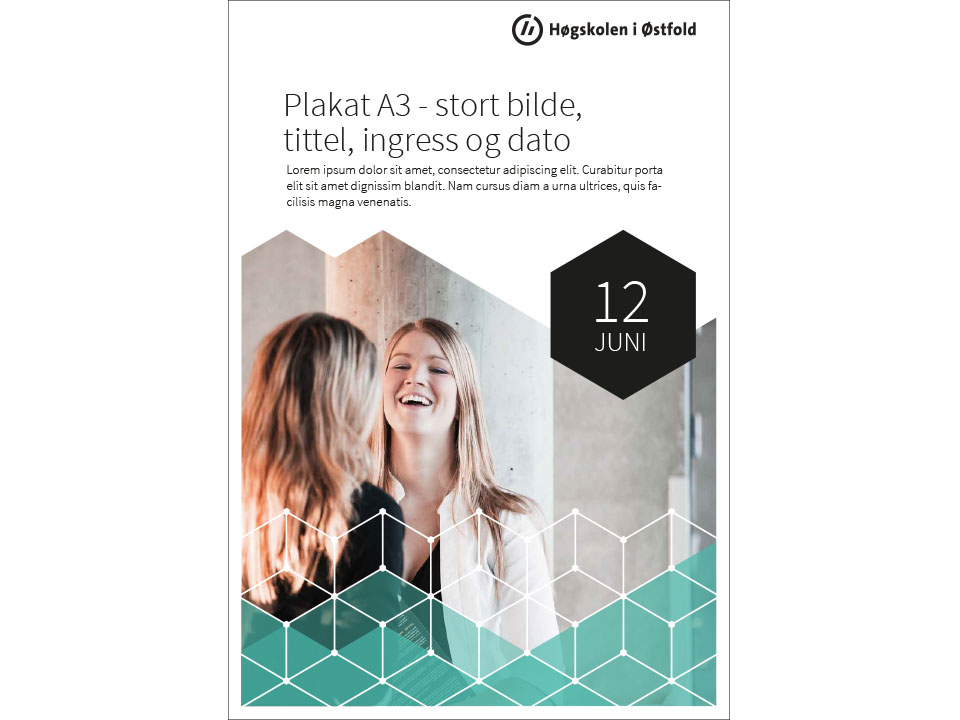 Høgskolen i Østfold
Plakat A3 - stort bilde,
tittel, ingress og dato
Lorem ipsum dolor sit amet, consectetur adipiscing elit. Curabitur porta
elit sit amet dignissim blandit. Nam cursus diam a urna ultrices, quis fa-
cilisis magna venenatis.
12
JUNI